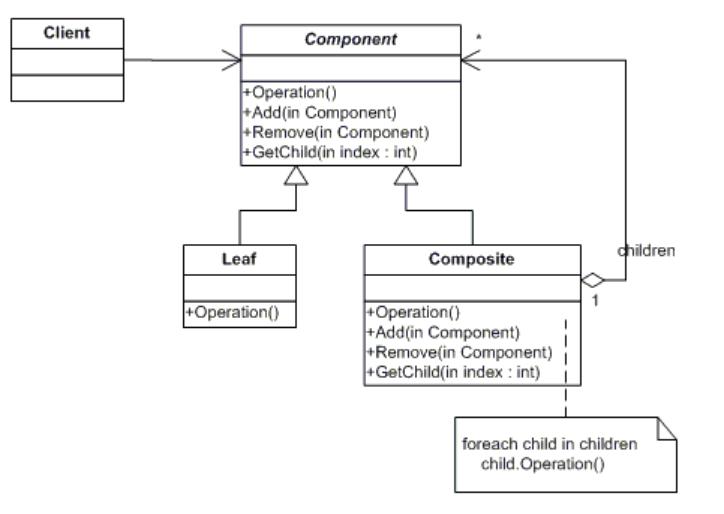 Client
Component
*
+Operation()
+Add(in Component)
+Remove(in Component)
+GetChild(in index : int)
children
Leaf
+Operation()
Composite
1
+Operation()
+Add(in Component)
+Remove(in Component)
+GetChild(in index : int)
foreach child in children
child.Operation()